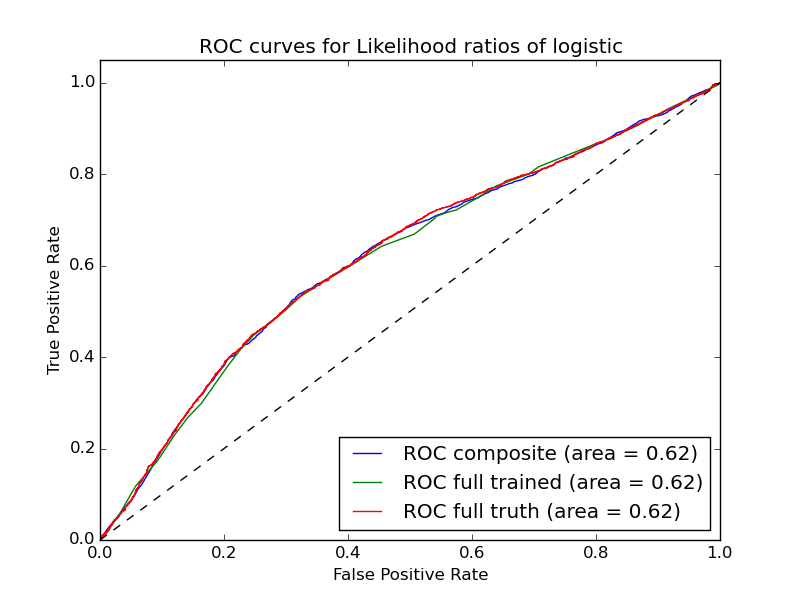 ROC curves for Likelihood ratios of logistic
True Positive Rate
1.0
0.8
0.6
0.4
0.2
0.0
0.0 0.2 0.4 0.6 0.8 1.0
False Positive Rate
ROC composite (area = 0.62)
ROC full trained (area = 0.62)
ROC full truth (area = 0.62)